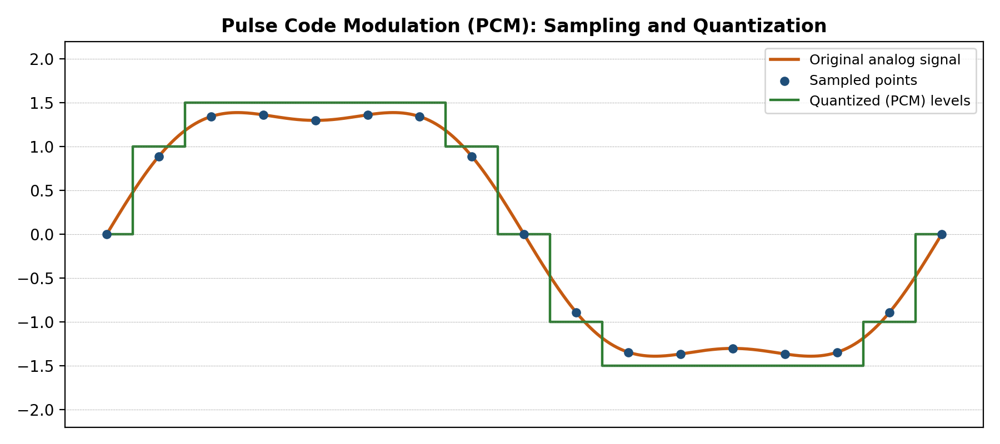 Pulse Code Modulation (PCM): Sampling and Quantization
2.0
1.5
1.0
0.5
0.0
−0.5
−1.0
−1.5
−2.0
Original analog signal
Sampled points
Quantized (PCM) levels